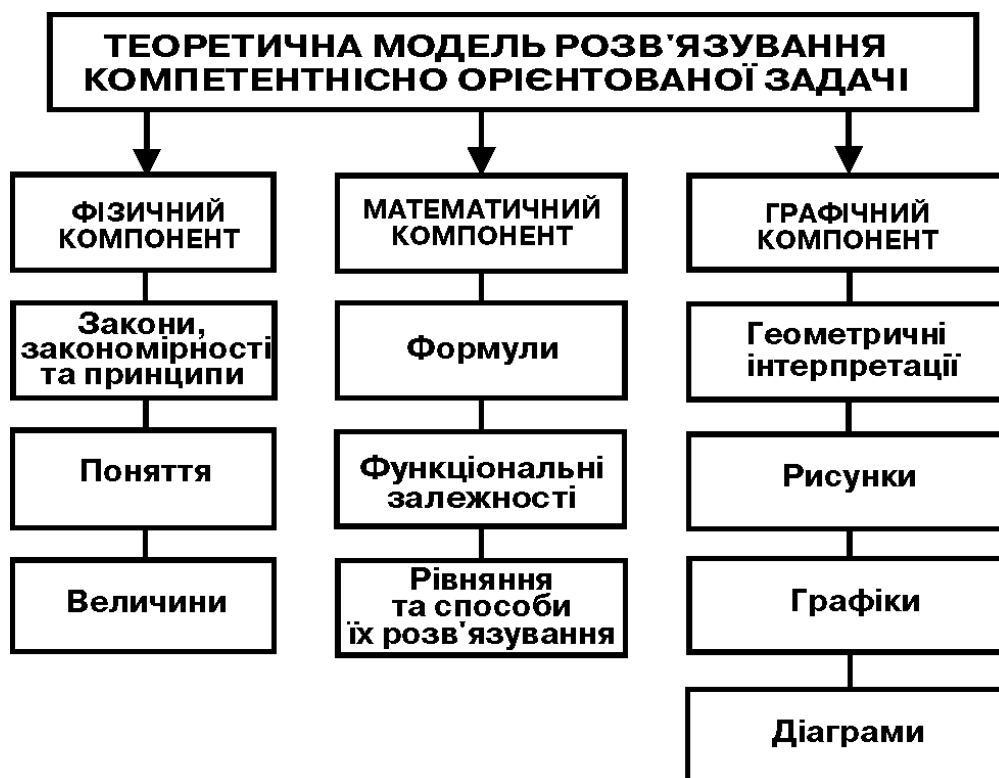 ТЕОРЕТИЧНА МОДЕЛЬ РОЗВ'ЯЗУВАННЯ
КОМПЕТЕНТНІСНО ОРІЄНТОВАНОЇ ЗАДАЧІ
ФІЗИЧНИЙ
КОМПОНЕНТ
Закони,
закономірності
та принципи
Поняття
Величини
МАТЕМАТИЧНИЙ
КОМПОНЕНТ
Формули
Функціональні
залежності
Рівняння
та способи
їх розв'язування
ГРАФІЧНИЙ
КОМПОНЕНТ
Геометричні
інтерпретації
Рисунки
Графіки
Діаграми